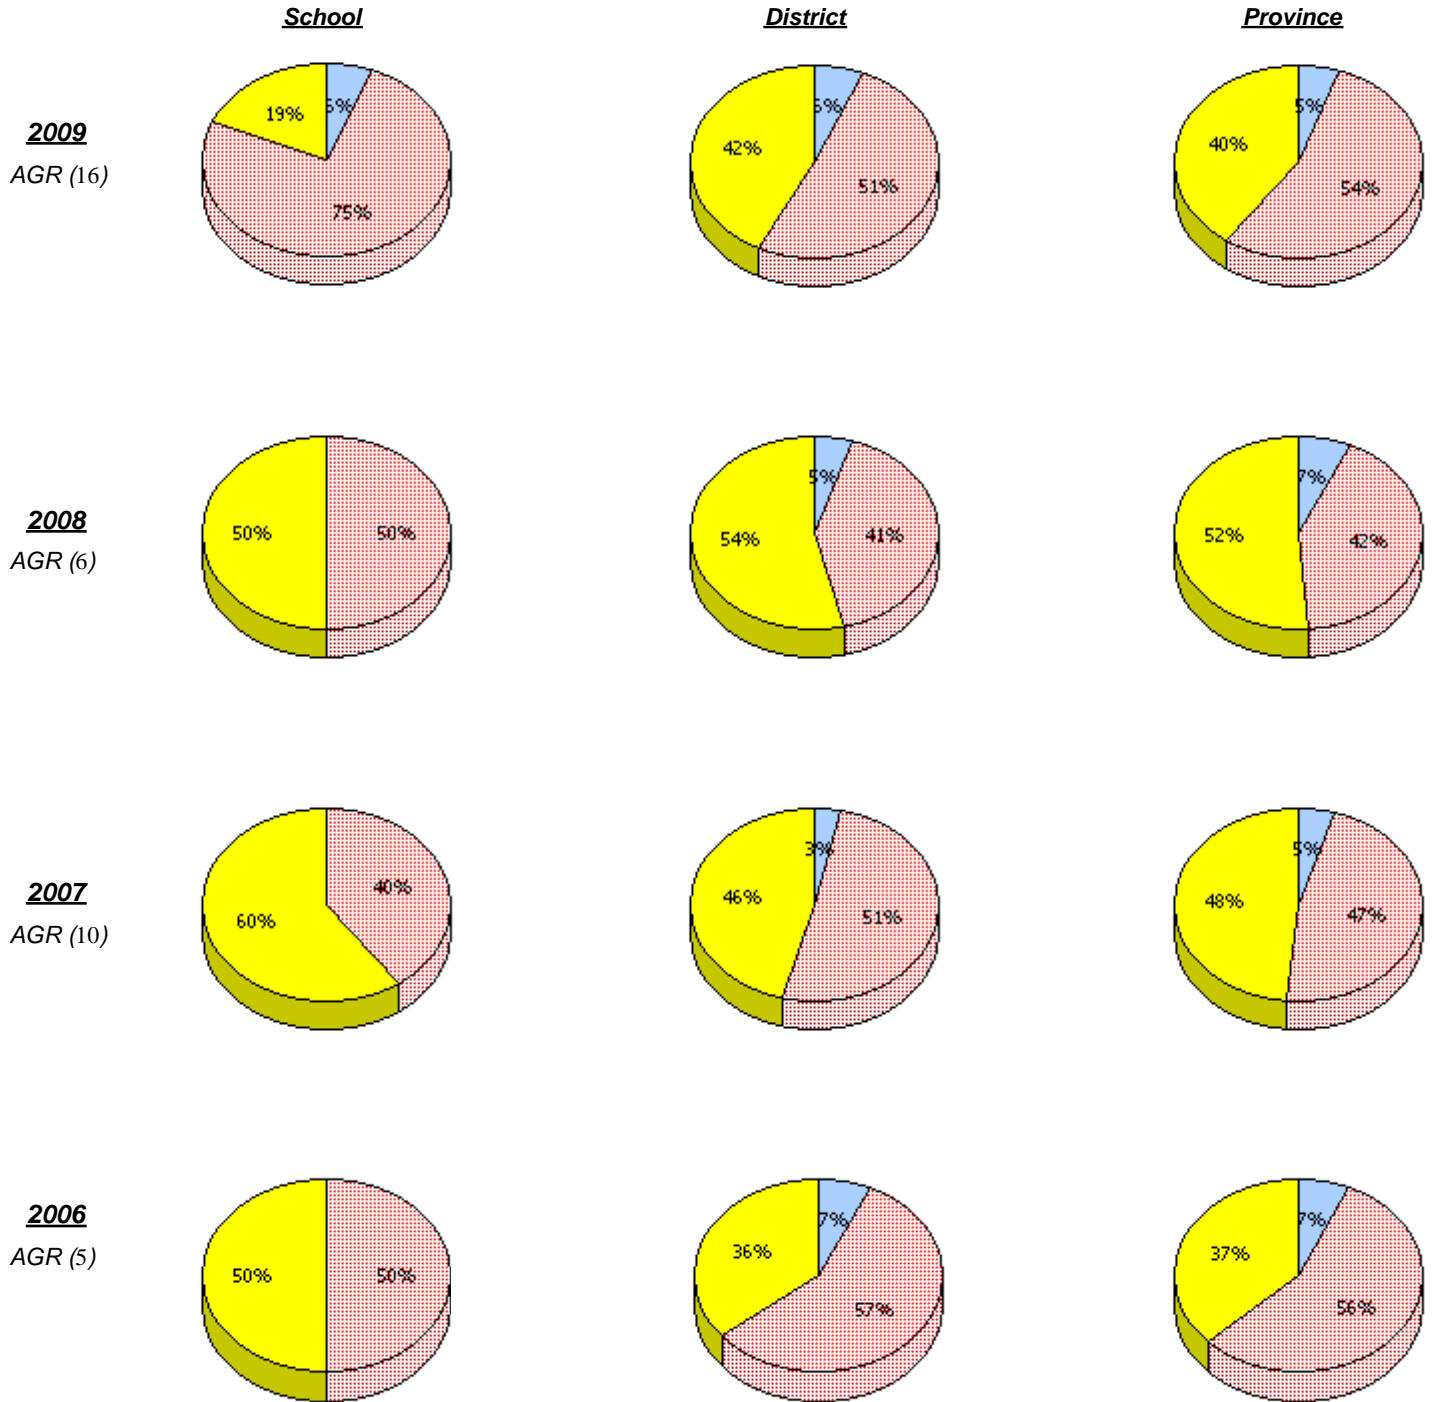 School District Province
19% 6% 75%
42% 6% 51%
40% 5% 54%
2009
AGR (16)
50% 50%
54% 5% 41%
52% 7% 42%
2008
AGR (6)
60% 40%
46% 3% 51%
48% 5% 47%
2007
AGR (10)
50% 50%
36% 7% 57%
37% 7% 56%
2006
AGR (5)